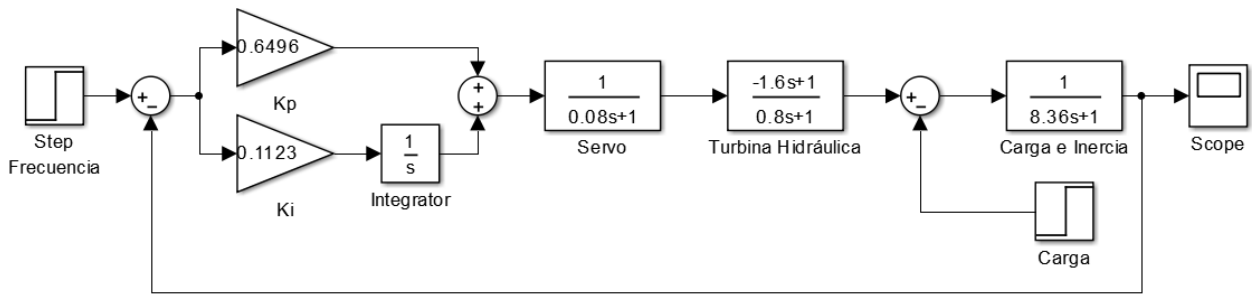 0.6496
Kp
0.1123
Ki
Step
Frecuencia
+
−
1
s
Integrator
+
+
1
0.08s+1
Servo
-1.6s+1
0.8s+1
Turbina Hidráulica
+
−
1
8.36s+1
Carga e Inercia
Scope
Carga